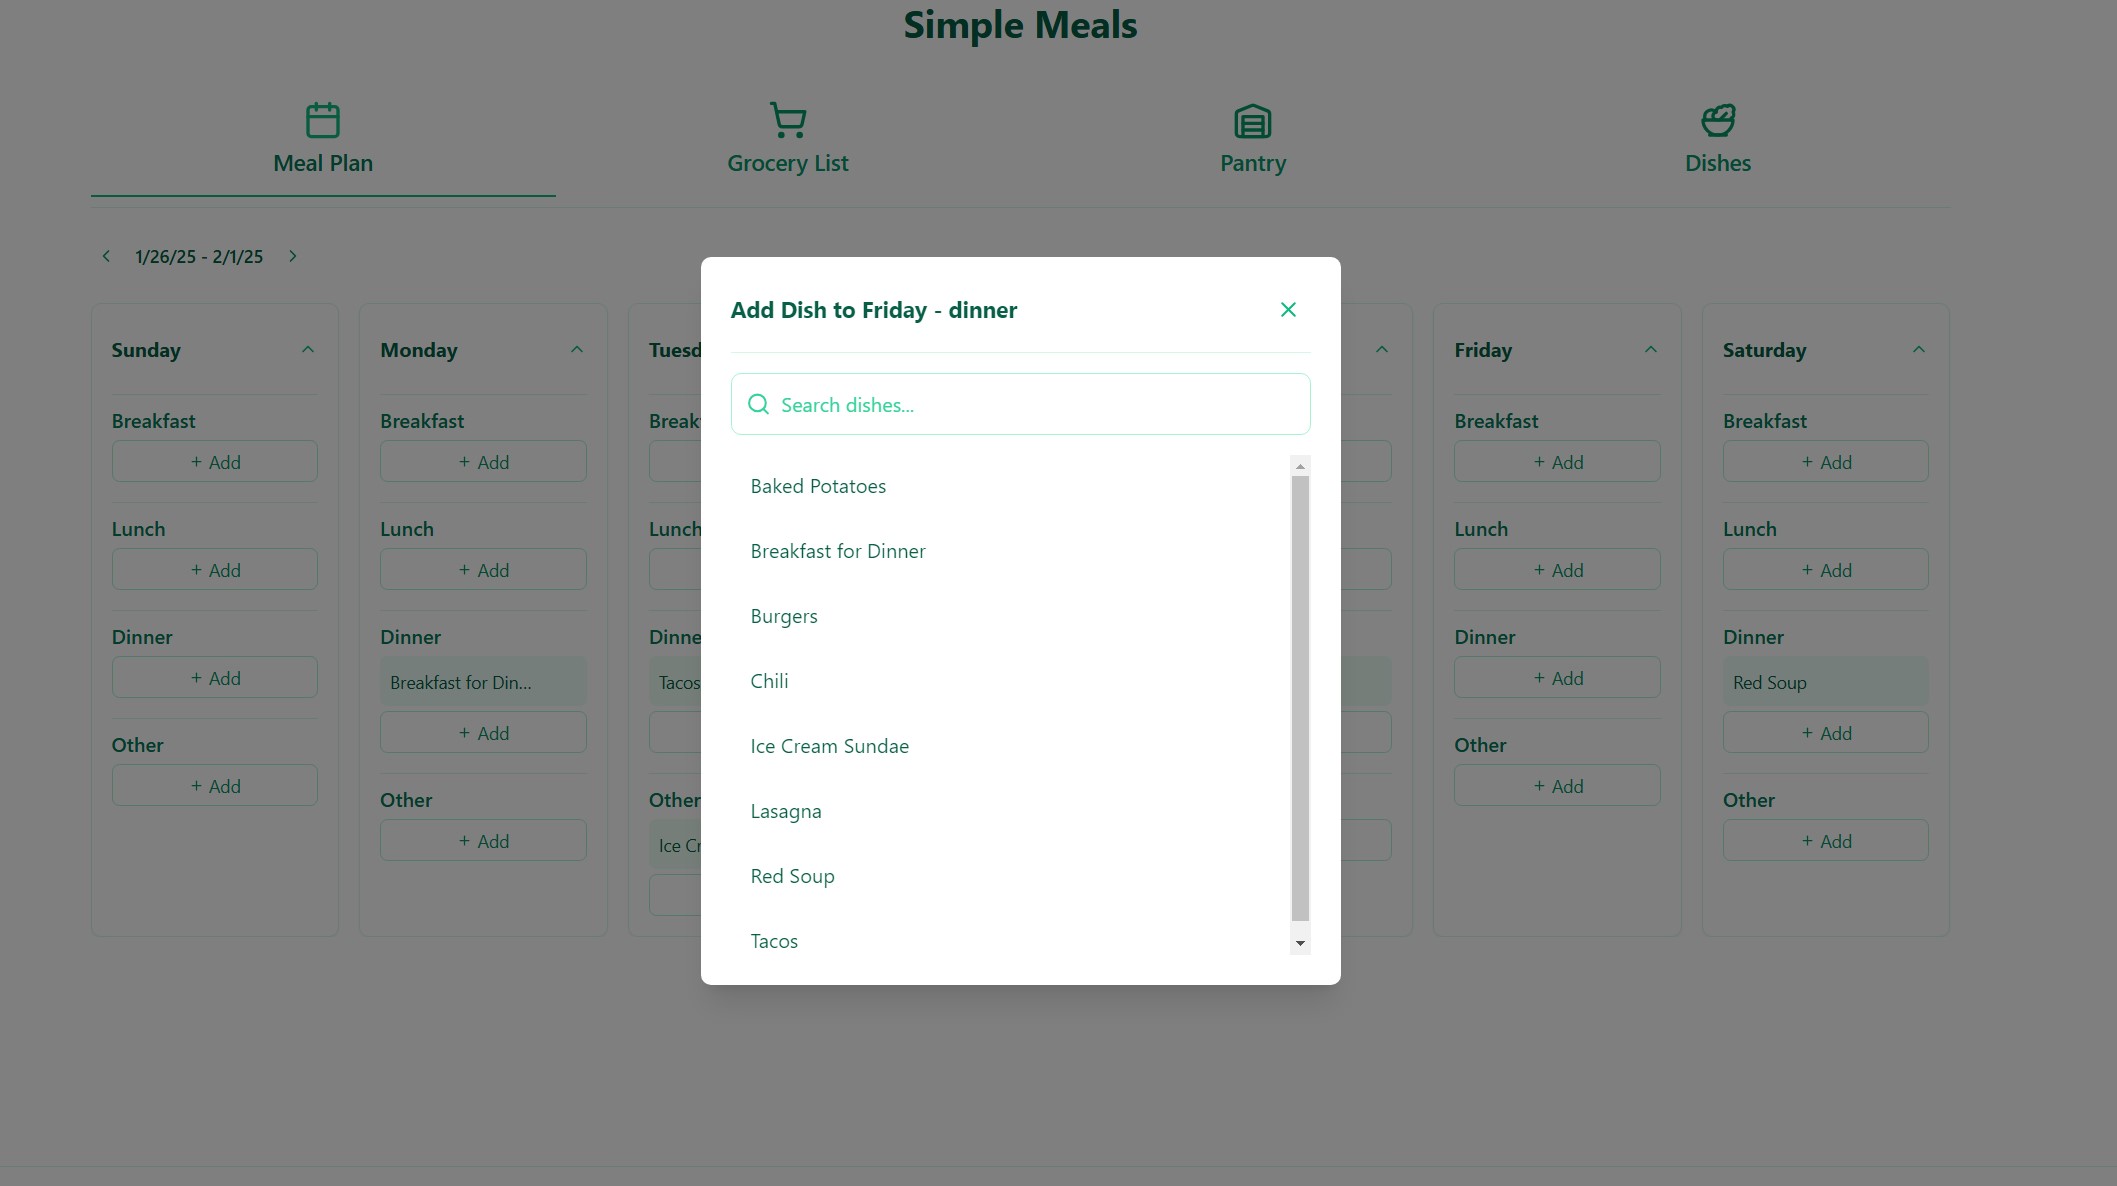 Simple Meals
Meal Plan
Grocery List
Pantry
Dishes
1/26/25 - 2/1/25
Add Dish to Friday - dinner
Search dishes...
Baked Potatoes
Breakfast for Dinner
Burgers
Chili
Ice Cream Sundae
Lasagna
Red Soup
Tacos
Sunday
Breakfast
+ Add
Lunch
+ Add
Dinner
+ Add
Other
+ Add
Monday
Breakfast
+ Add
Lunch
+ Add
Dinner
Breakfast for Din...
+ Add
Other
+ Add
Tuesd
Break
Lunch
Dinne
Tacos
Other
Ice Cr
Friday
Breakfast
+ Add
Lunch
+ Add
Dinner
+ Add
Other
+ Add
Saturday
Breakfast
+ Add
Lunch
+ Add
Dinner
Red Soup
+ Add
Other
+ Add